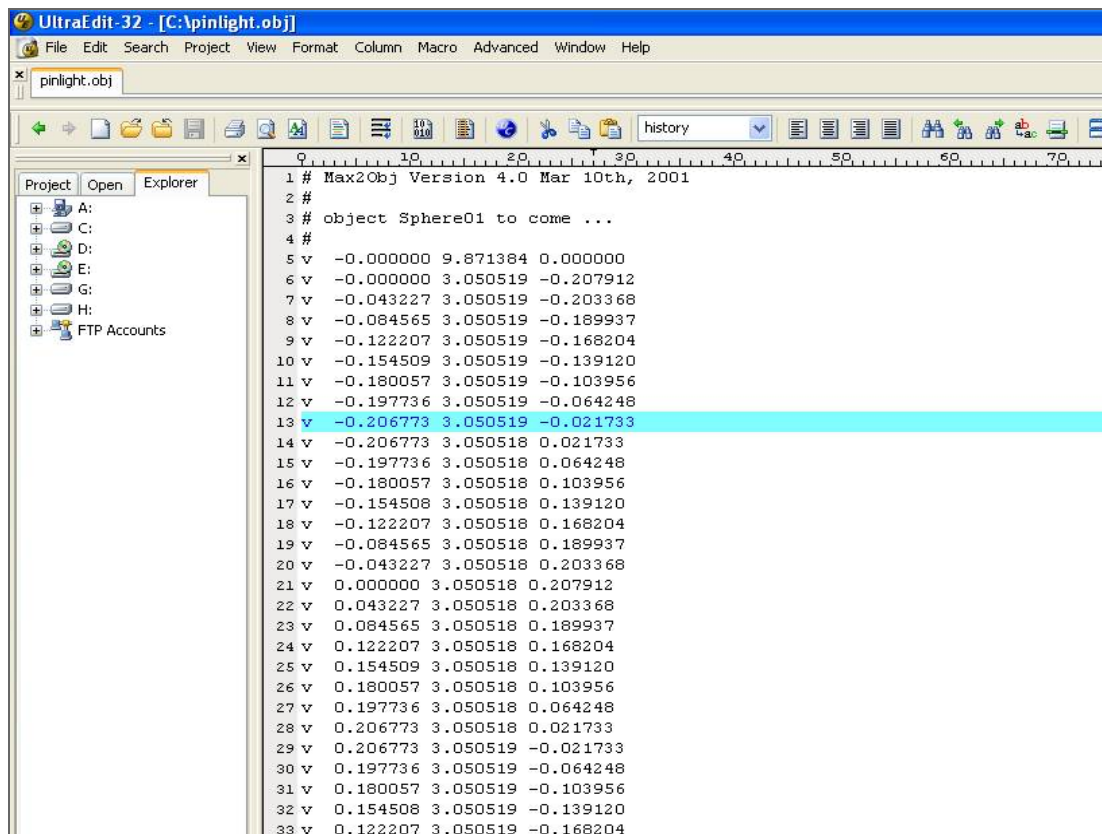 UltraEdit-32 - [C:\pinlight.obj]
File Edit Search Project View Format Column Macro Advanced Window Help
pinlight.obj
history
0 10 20 30 40 50 60 70
Project Open Explorer
A:
C:
D:
E:
G:
H:
FTP Accounts
1 # Max2Obj Version 4.0 Mar 10th, 2001
2 #
3 # object Sphere01 to come ...
4 #
5 v  -0.000000 9.871384 0.000000
6 v  -0.000000 3.050519 -0.207912
7 v  -0.043227 3.050519 -0.203368
8 v  -0.084565 3.050519 -0.189937
9 v  -0.122207 3.050519 -0.168204
10 v  -0.154509 3.050519 -0.139120
11 v  -0.180057 3.050519 -0.103956
12 v  -0.197736 3.050519 -0.064248
13 v  -0.206773 3.050519 -0.021733
14 v  -0.206773 3.050518 0.021733
15 v  -0.197736 3.050518 0.064248
16 v  -0.180057 3.050518 0.103956
17 v  -0.154508 3.050518 0.139120
18 v  -0.122207 3.050518 0.168204
19 v  -0.084565 3.050518 0.189937
20 v  -0.043227 3.050518 0.203368
21 v  0.000000 3.050518 0.207912
22 v  0.043227 3.050518 0.203368
23 v  0.084565 3.050518 0.189937
24 v  0.122207 3.050518 0.168204
25 v  0.154509 3.050518 0.139120
26 v  0.180057 3.050518 0.103956
27 v  0.197736 3.050518 0.064248
28 v  0.206773 3.050518 0.021733
29 v  0.206773 3.050519 -0.021733
30 v  0.197736 3.050519 -0.064248
31 v  0.180057 3.050519 -0.103956
32 v  0.154508 3.050519 -0.139120
33 v  0.122207 3.050519 -0.168204